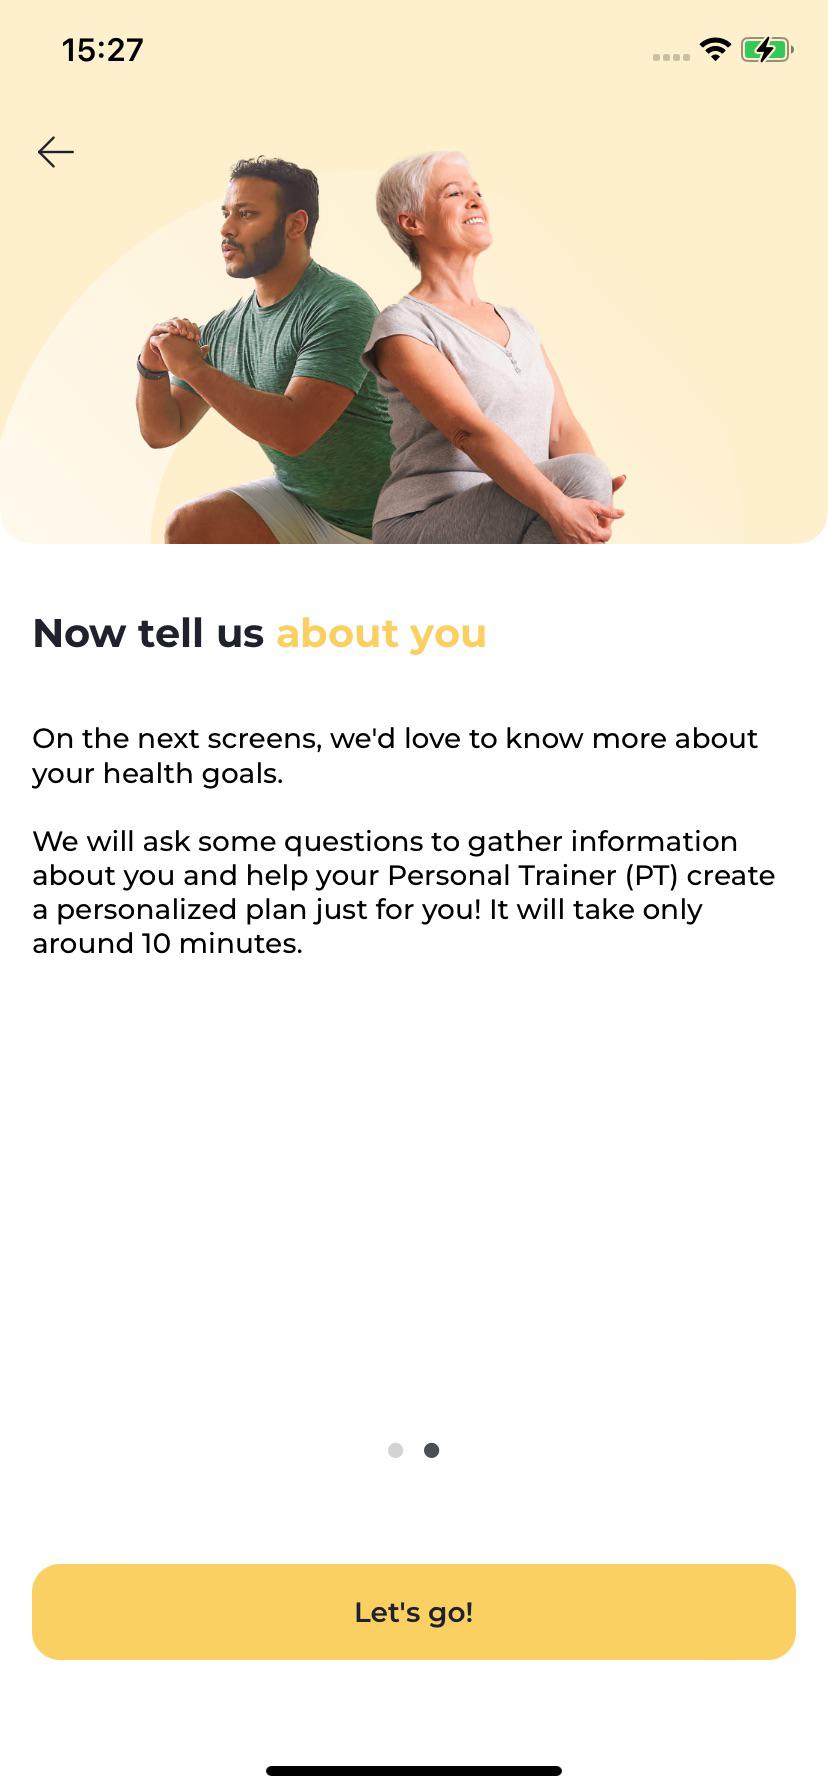 15:27
Now tell us about you
On the next screens, we'd love to know more about
your health goals.
We will ask some questions to gather information
about you and help your Personal Trainer (PT) create
a personalized plan just for you! It will take only
around 10 minutes.
Let's go!